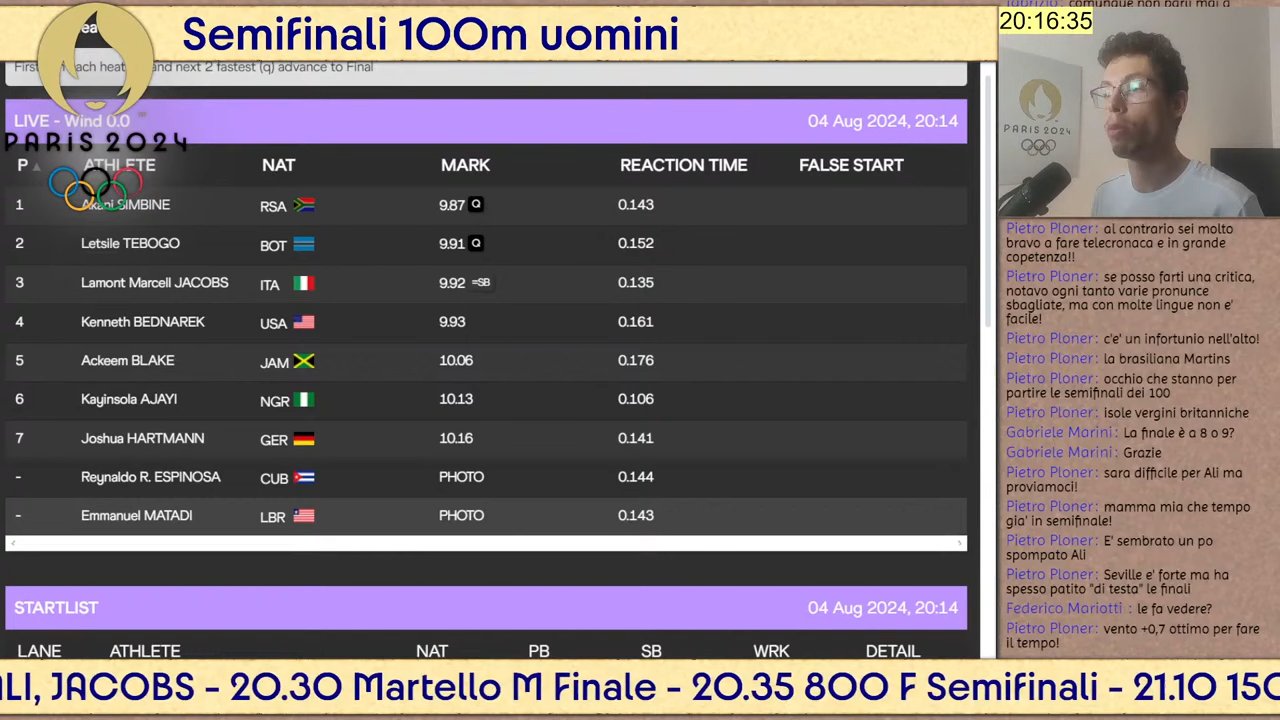 Semifinali 100m uomini
20:16:35
First
each hea
and next 2 fastest (q) advance to Final
LIVE - Wind 0.0
04 Aug 2024, 20:14
PARIS 2024
P ATHLETE NAT MARK REACTION TIME FALSE START
1 Akani SIMBINE RSA 9.87 Q 0.143
2 Letsile TEBOGO BOT 9.91 Q 0.152
3 Lamont Marcell JACOBS ITA 9.92 =SB 0.135
4 Kenneth BEDNAREK USA 9.93 0.161
5 Ackeem BLAKE JAM 10.06 0.176
6 Kayinsola AJAYI NGR 10.13 0.106
7 Joshua HARTMANN GER 10.16 0.141
- Reynaldo R. ESPINOSA CUB PHOTO 0.144
- Emmanuel MATADI LBR PHOTO 0.143
STARTLIST 04 Aug 2024, 20:14
LANE ATHLETE NAT PB SB WRK DETAIL
PARIS 2024
Pietro Ploner: al contrario sei molto
bravo a fare telecronaca e in grande
copetenza!!
Pietro Ploner: se posso farti una critica,
notavo ogni tanto varie pronunce
sbagliate, ma con molte lingue non e'
facile!
Pietro Ploner: c'e' un infortunio nell'alto!
Pietro Ploner: la brasiliana Martins
Pietro Ploner: occhio che stanno per
partire le semifinali dei 100
Pietro Ploner: isole vergini britanniche
Gabriele Marini: La finale è a 8 o 9?
Gabriele Marini: Grazie
Pietro Ploner: sara difficile per Ali ma
proviamoci!
Pietro Ploner: mamma mia che tempo
gia' in semifinale!
Pietro Ploner: E' sembrato un po
spompato Ali
Pietro Ploner: Seville e' forte ma ha
spesso patito "di testa" le finali
Federico Mariotti: le fa vedere?
Pietro Ploner: vento +0,7 ottimo per fare
il tempo!
ALI, JACOBS - 20.30 Martello M Finale - 20.35 800 F Semifinali - 21.10 150